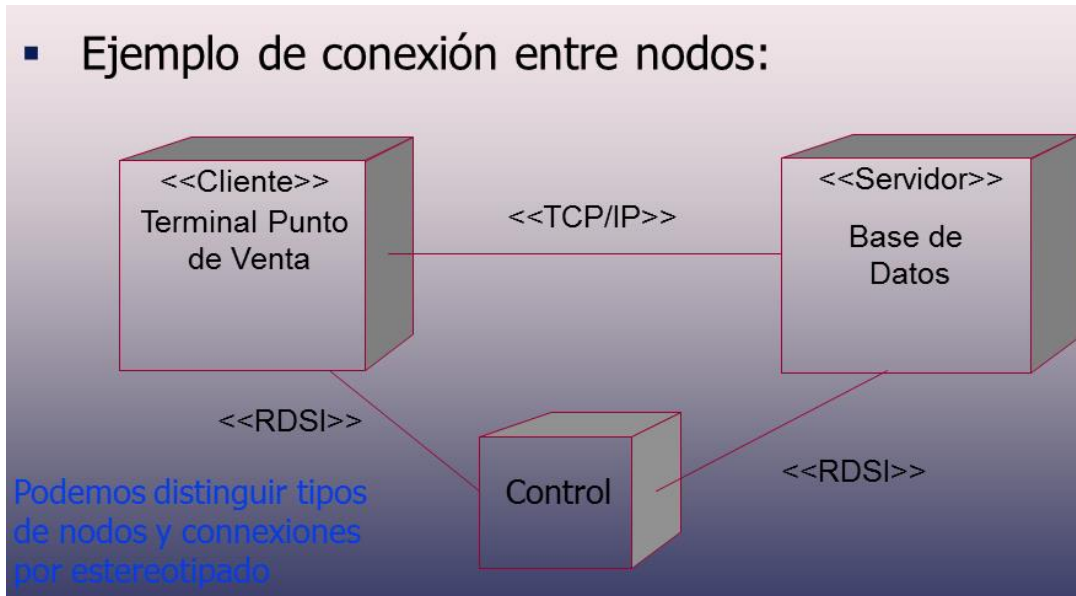 ▪ Ejemplo de conexión entre nodos:
<<Cliente>>
Terminal Punto
de Venta
<<TCP/IP>>
<<Servidor>>
Base de
Datos
<<RDSI>>
Control
<<RDSI>>
Podemos distinguir tipos
de nodos y connexiones
por estereotipado